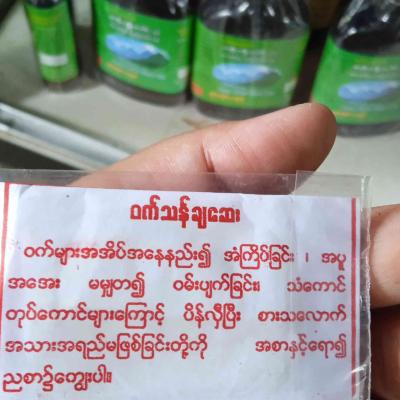 ဝက်သန်ချဆေး
ဝက်များအအိပ်အနေနည်း၍ အံကြိပ်ခြင်း ၊ အပူ
အအေး မမျှတ၍ ဝမ်းပျက်ခြင်း၊ သံကောင်
တုပ်ကောင်များကြောင့် ပိန်လှီပြီး စားသလောက်
အသားအရည်မဖြစ်ခြင်းတို့ကို အစာနှင့်ရော၍
ညစာ၌ကျွေးပါ။